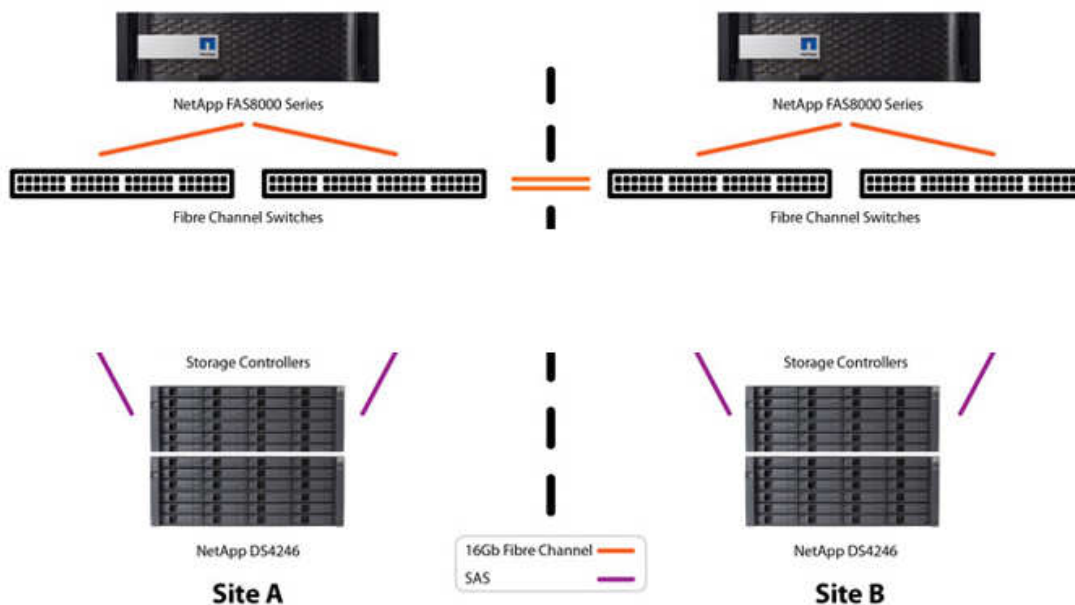 NetApp FAS8000 Series
NetApp FAS8000 Series
Fibre Channel Switches
Fibre Channel Switches
Storage Controllers
Storage Controllers
NetApp DS4246
NetApp DS4246
16Gb Fibre Channel
SAS
Site A
Site B